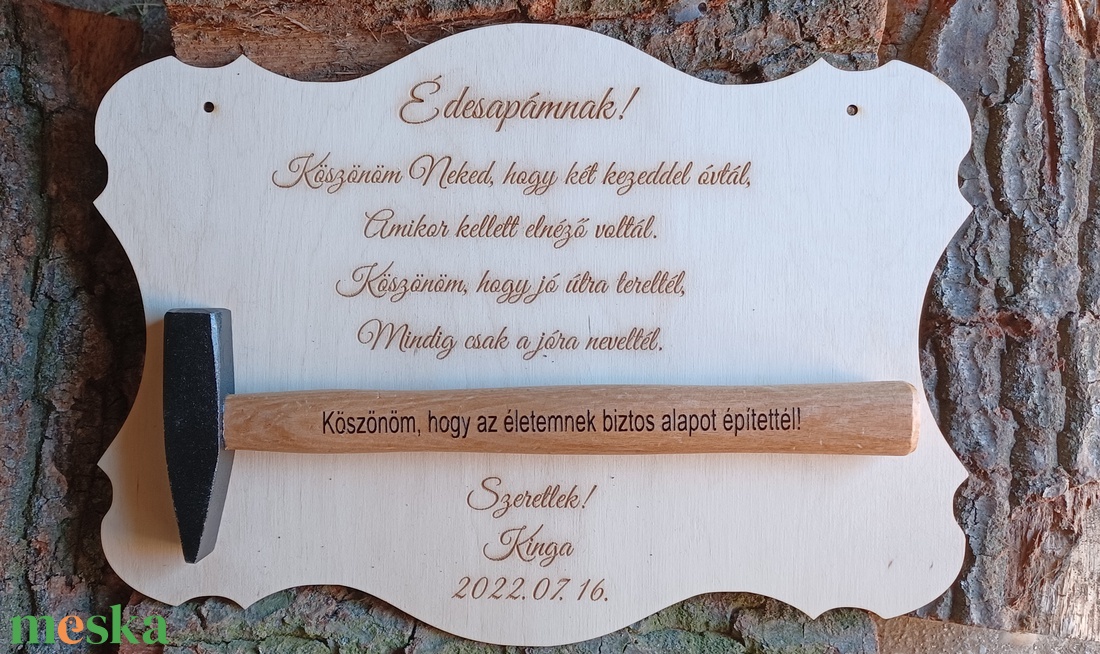 Édesapámnak!
Köszönöm Neked, hogy két kezeddel óvtál,
Amikor kellett elnéző voltál.
Köszönöm, hogy jó útra tereltél,
Mindig csak a jóra neveltél.
Köszönöm, hogy az életemnek biztos alapot építettél!
Szeretlek!
Kinga
2022.07.16.
meska